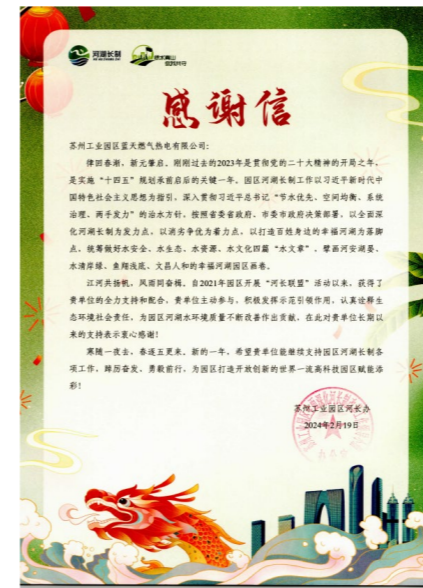 河湖长制
感谢信
苏州工业园区蓝天燃气热电有限公司：
律回春渐，新元肇启。刚刚过去的2023年是贯彻党的二十大精神的开局之年，
是实施“十四五”规划承前启后的关键一年。园区河湖长制工作以习近平新时代中
国特色社会主义思想为指引，深入贯彻习近平总书记“节水优先、空间均衡、系统
治理、两手发力”的治水方针，按照省委省政府、市委市政府决策部署，以全面深
化河湖长制为发力点，以消劣争优为着力点，以打造百姓身边的幸福河湖为落脚
点，统筹做好水安全、水生态、水资源、水文化四篇“水文章”，擘画河安湖晏、
水清岸绿、鱼翔浅底、文昌人和的幸福河湖园区画卷。
江河共扬帆，风雨同奋楫。自2021年园区开展“河长联盟”活动以来，获得了
贵单位的全力支持和配合。贵单位主动参与，积极发挥示范引领作用，认真诠释生
态环境社会责任，为园区河湖水环境质量不断改善作出贡献，在此对贵单位长期以
来的支持表示衷心感谢！
寒随一夜去，春逐五更来。新的一年，希望贵单位能继续支持园区河湖长制各
项工作，踔厉奋发、勇毅前行，为园区打造开放创新的世界一流高科技园区赋能添
彩！
苏州工业园区河长办
2024年2月19日